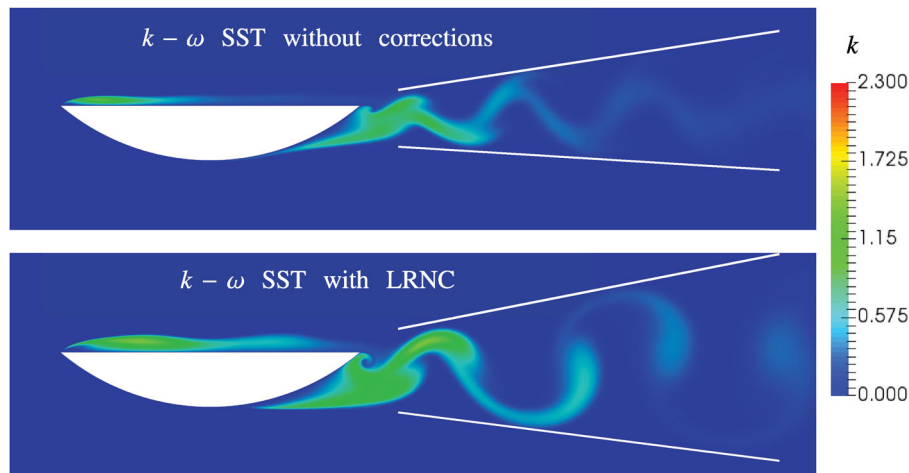 k – ω SST without corrections
k – ω SST with LRNC
k
2.300
1.725
1.15
0.575
0.000